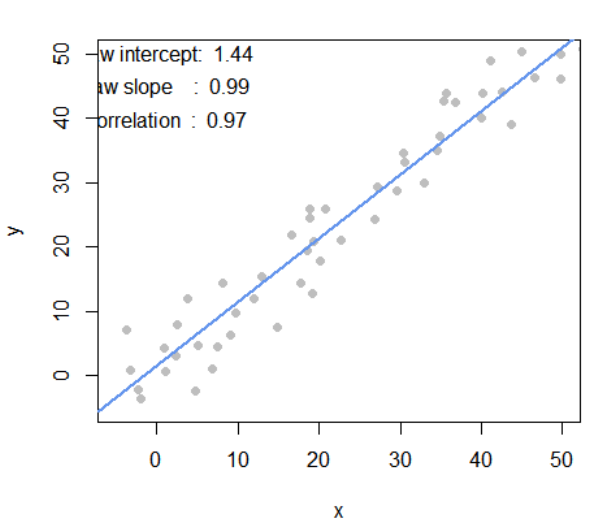 w intercept: 1.44
aw slope : 0.99
orrelation : 0.97
50
40
30
20
10
0
y
0 10 20 30 40 50
x